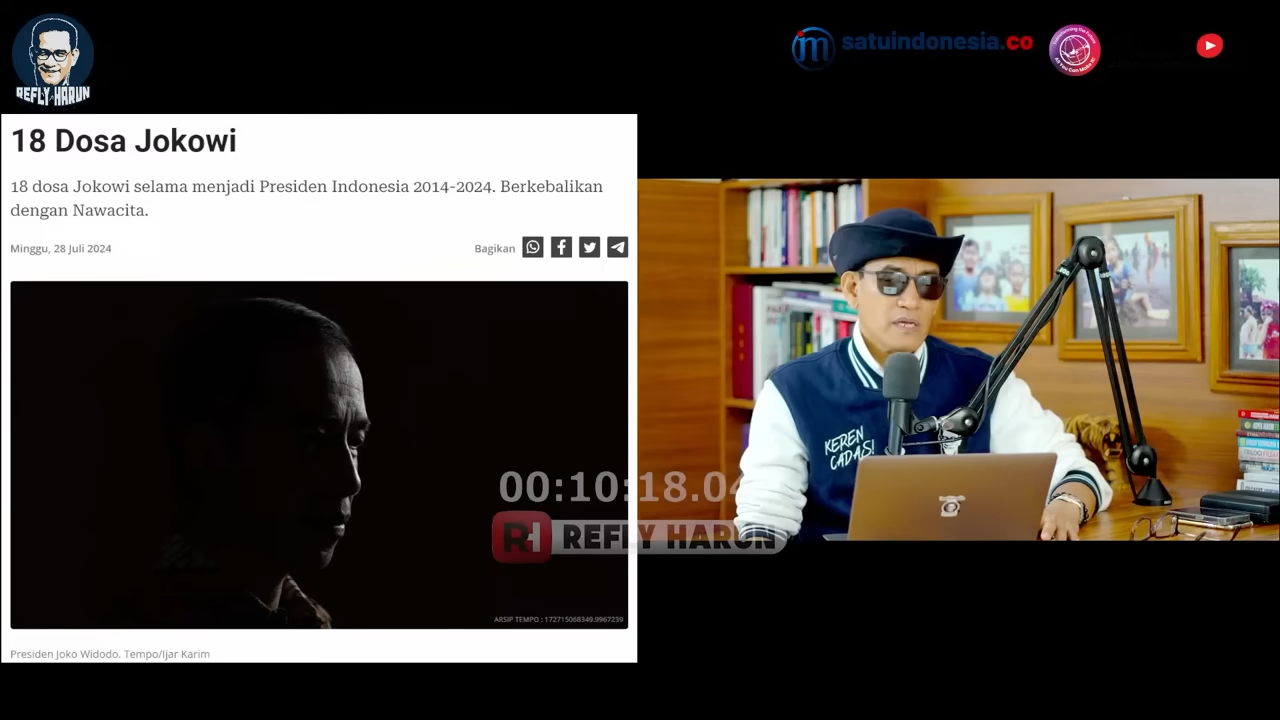 REFLY HARUN
satuindonesia.co
18 Dosa Jokowi
18 dosa Jokowi selama menjadi Presiden Indonesia 2014-2024. Berkebalikan
dengan Nawacita.
Minggu, 28 Juli 2024
Bagikan
ARSIP TEMPO : 172715068349.9967239
Presiden Joko Widodo. Tempo/Ijar Karim
00:10:18.04
RH REFLY HARUN
KEREN
CADAS!